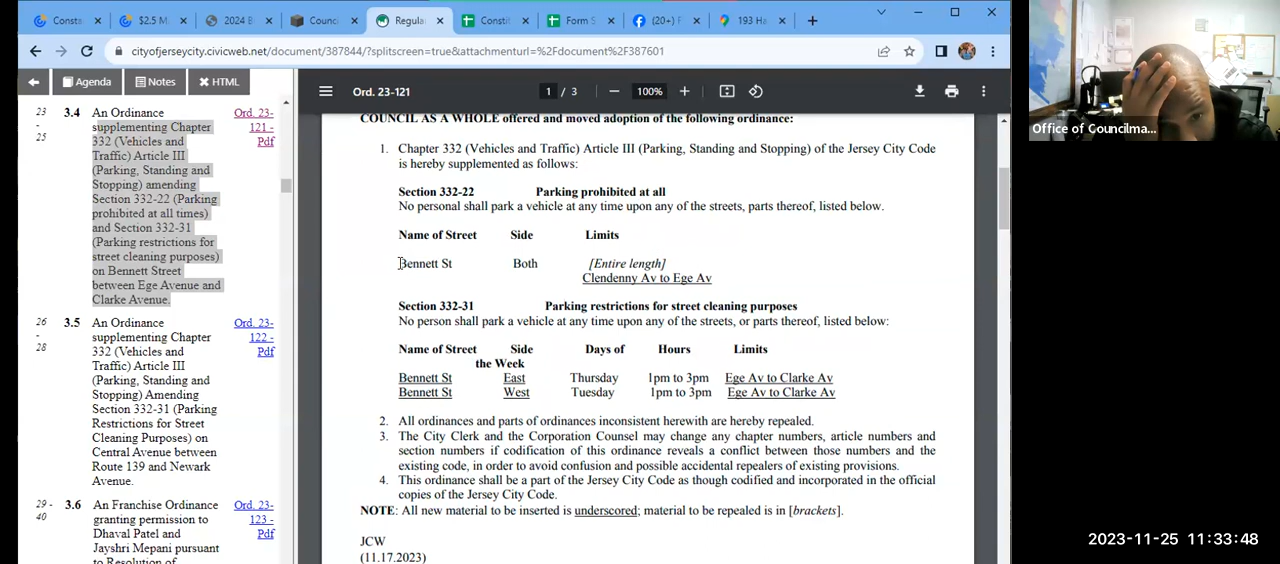 Consta
$2.5 M
2024 B
Counci
Regula
Constit
Form S
(20+) F
193 Ha
cityofjerseycity.civicweb.net/document/387844/?splitscreen=true&attachmenturl=%2Fdocument%2F387601
Agenda
Notes
HTML
Ord. 23-121
1 / 3
100%
23
-
25
3.4
An Ordinance
supplementing Chapter
332 (Vehicles and
Traffic) Article III
(Parking, Standing and
Stopping) amending
Section 332-22 (Parking
prohibited at all times)
and Section 332-31
(Parking restrictions for
street cleaning purposes)
on Bennett Street
between Ege Avenue and
Clarke Avenue.
Ord. 23-
121 -
Pdf
26
-
28
3.5
An Ordinance
supplementing Chapter
332 (Vehicles and
Traffic) Article III
(Parking, Standing and
Stopping) Amending
Section 332-31 (Parking
Restrictions for Street
Cleaning Purposes) on
Central Avenue between
Route 139 and Newark
Avenue.
Ord. 23-
122 -
Pdf
29 -
40
3.6
An Franchise Ordinance
granting permission to
Dhaval Patel and
Jayshri Mepani pursuant
to Resolution of
Ord. 23-
123 -
Pdf
COUNCIL AS A WHOLE offered and moved adoption of the following ordinance:
1. Chapter 332 (Vehicles and Traffic) Article III (Parking, Standing and Stopping) of the Jersey City Code
is hereby supplemented as follows:
Section 332-22 Parking prohibited at all
No personal shall park a vehicle at any time upon any of the streets, parts thereof, listed below.
Name of Street Side Limits
Bennett St Both [Entire length]
Clendenny Av to Ege Av
Section 332-31 Parking restrictions for street cleaning purposes
No person shall park a vehicle at any time upon any of the streets, or parts thereof, listed below:
Name of Street Side Days of Hours Limits
the Week
Bennett St East Thursday 1pm to 3pm Ege Av to Clarke Av
Bennett St West Tuesday 1pm to 3pm Ege Av to Clarke Av
2. All ordinances and parts of ordinances inconsistent herewith are hereby repealed.
3. The City Clerk and the Corporation Counsel may change any chapter numbers, article numbers and
section numbers if codification of this ordinance reveals a conflict between those numbers and the
existing code, in order to avoid confusion and possible accidental repealers of existing provisions.
4. This ordinance shall be a part of the Jersey City Code as though codified and incorporated in the official
copies of the Jersey City Code.
NOTE: All new material to be inserted is underscored; material to be repealed is in [brackets].
JCW
(11.17.2023)
Office of Councilma...
2023-11-25 11:33:48